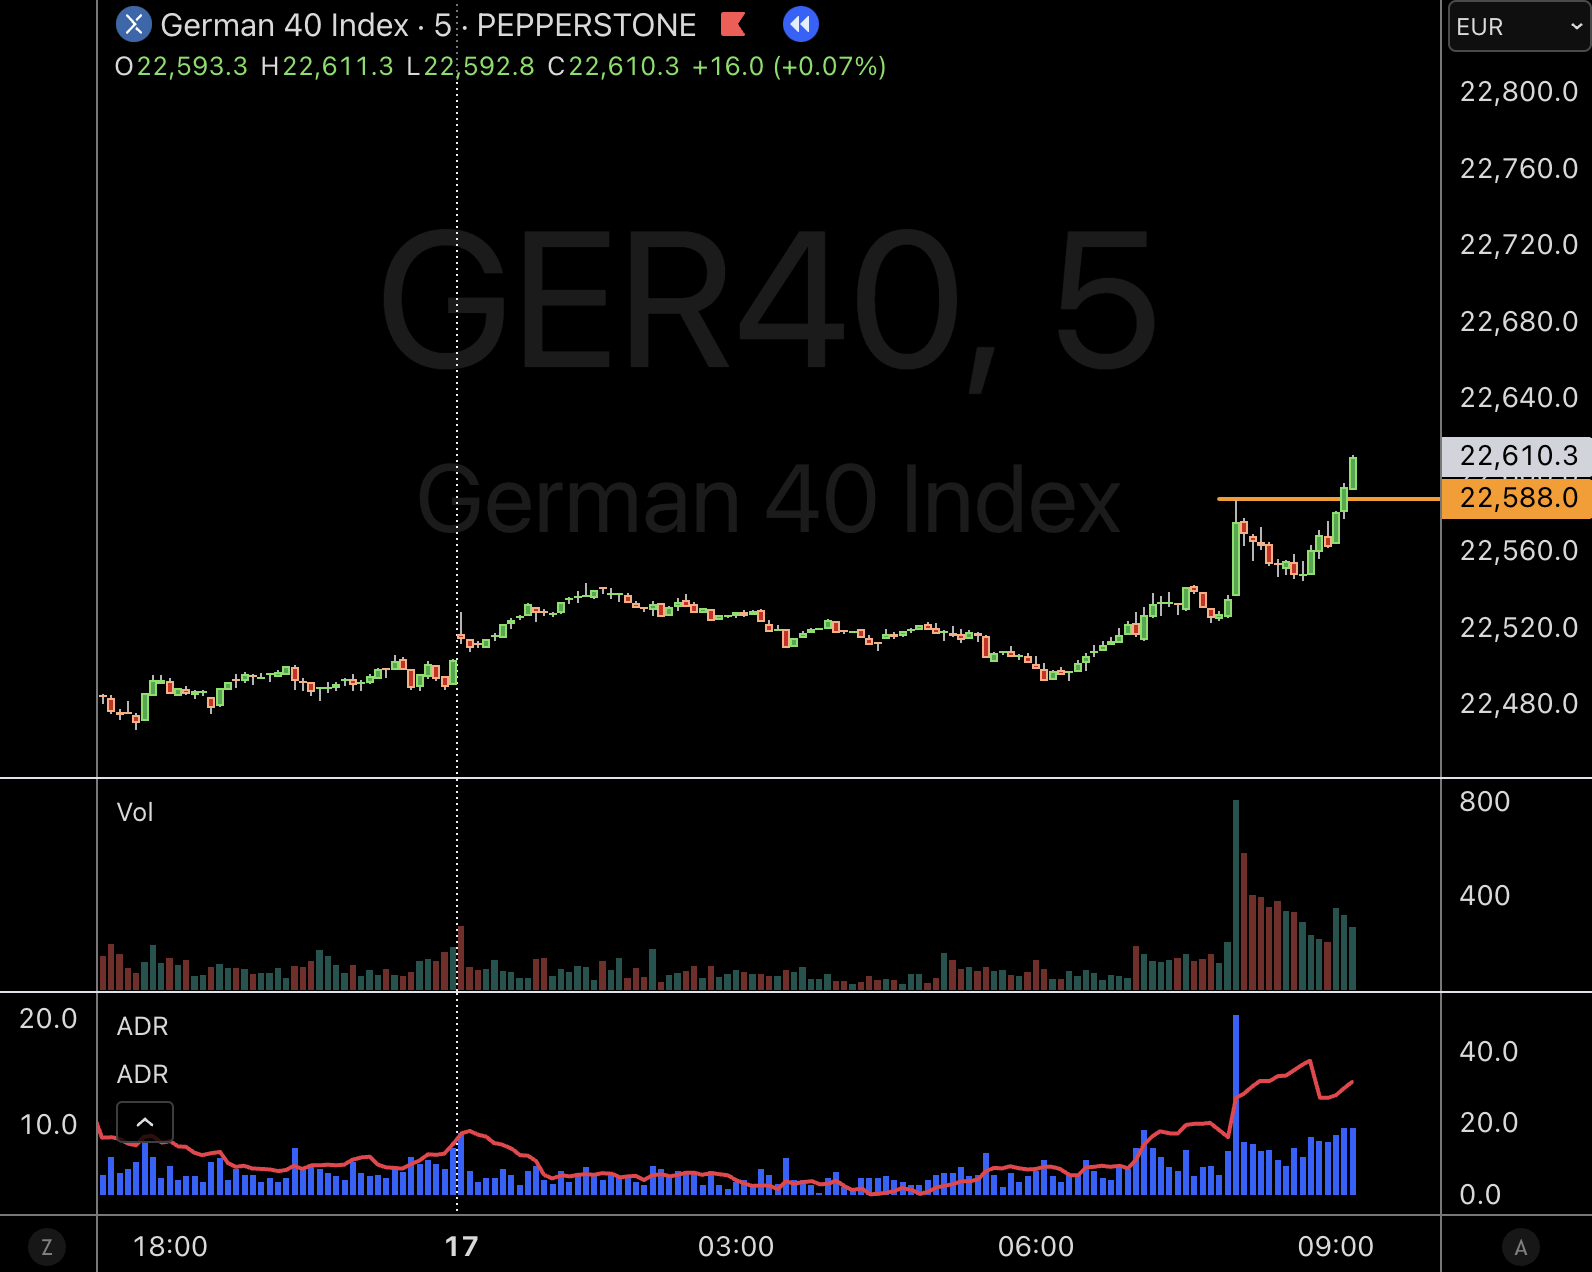 German 40 Index · 5 · PEPPERSTONE
EUR
O22,593.3 H22,611.3 L22,592.8 C22,610.3 +16.0 (+0.07%)
22,800.0
22,760.0
22,720.0
22,680.0
22,640.0
22,610.3
22,588.0
22,560.0
22,520.0
22,480.0
GER40, 5
German 40 Index
Vol
800
400
20.0
ADR
ADR
10.0
40.0
20.0
0.0
Z
18:00
17
03:00
06:00
09:00
A